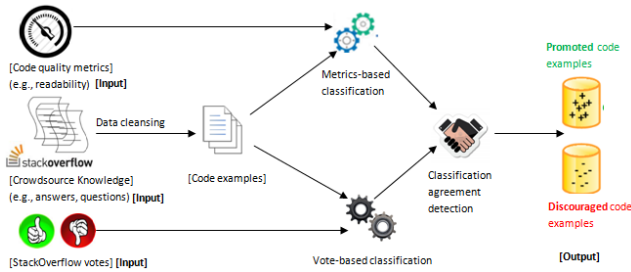 [Code quality metrics]
(e.g., readability) [Input]
Data cleansing
stackoverflow
[Crowdsource Knowledge]
(e.g., answers, questions) [Input]
[StackOverflow votes] [Input]
[Code examples]
Metrics-based
classification
Vote-based classification
Classification
agreement
detection
Promoted code
examples
Discouraged code
examples
[Output]